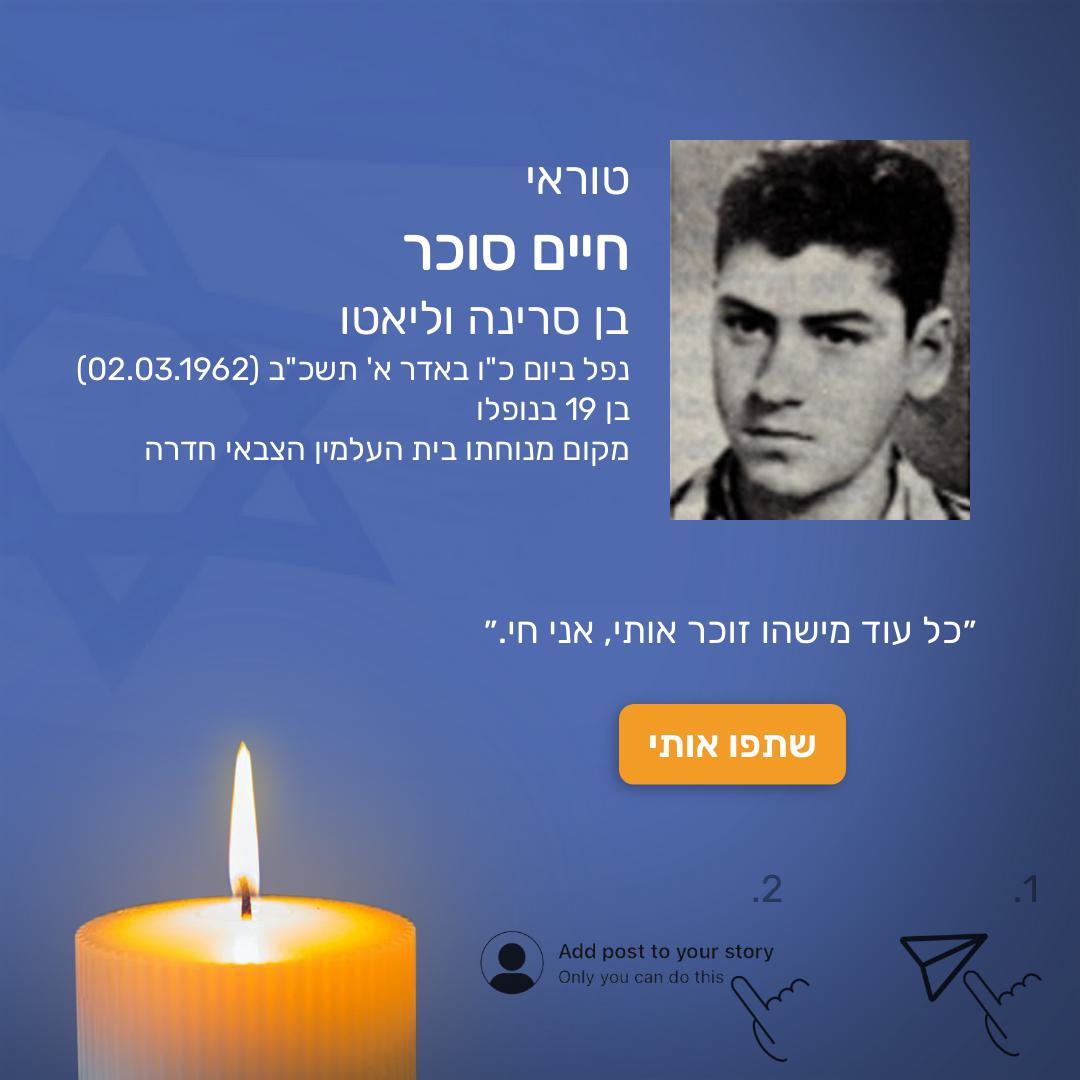 טוראי
חיים סוכר
בן סרינה וליאטו
נפל ביום כ"ו באדר א' תשכ"ב (02.03.1962)
בן 19 בנופלו
מקום מנוחתו בית העלמין הצבאי חדרה
״כל עוד מישהו זוכר אותי, אני חי.״
שתפו אותי
1.
2.
Add post to your story
Only you can do this